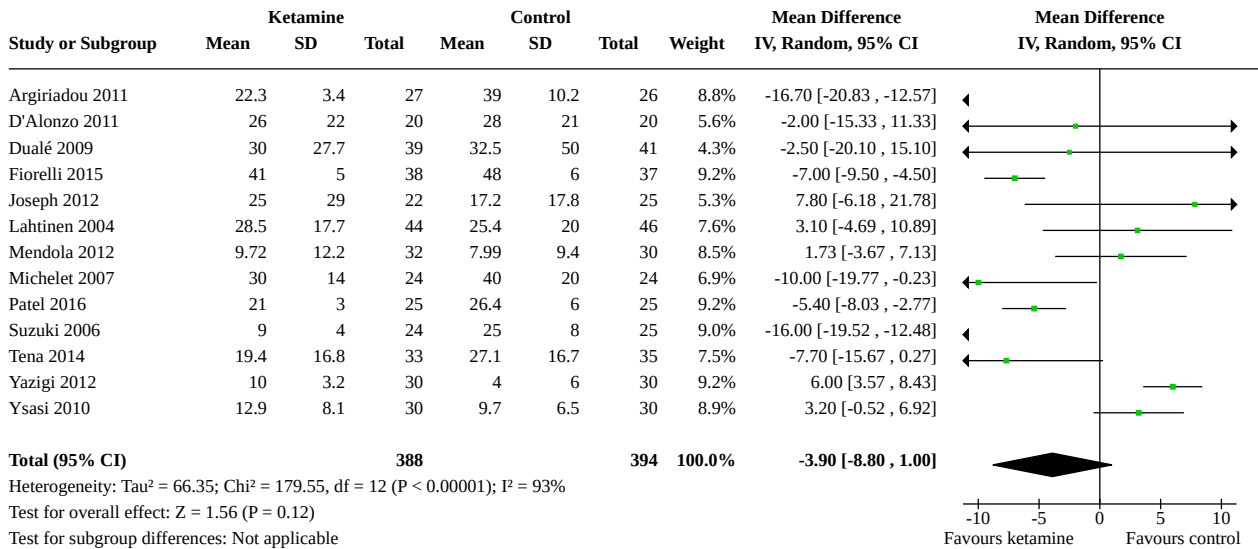 Ketamine Control Mean Difference Mean Difference
Study or Subgroup Mean SD Total Mean SD Total Weight IV, Random, 95% CI IV, Random, 95% CI
Argiriadou 2011 22.3 3.4 27 39 10.2 26 8.8% -16.70 [-20.83 , -12.57]
D'Alonzo 2011 26 22 20 28 21 20 5.6% -2.00 [-15.33 , 11.33]
Dualé 2009 30 27.7 39 32.5 50 41 4.3% -2.50 [-20.10 , 15.10]
Fiorelli 2015 41 5 38 48 6 37 9.2% -7.00 [-9.50 , -4.50]
Joseph 2012 25 29 22 17.2 17.8 25 5.3% 7.80 [-6.18 , 21.78]
Lahtinen 2004 28.5 17.7 44 25.4 20 46 7.6% 3.10 [-4.69 , 10.89]
Mendola 2012 9.72 12.2 32 7.99 9.4 30 8.5% 1.73 [-3.67 , 7.13]
Michelet 2007 30 14 24 40 20 24 6.9% -10.00 [-19.77 , -0.23]
Patel 2016 21 3 25 26.4 6 25 9.2% -5.40 [-8.03 , -2.77]
Suzuki 2006 9 4 24 25 8 25 9.0% -16.00 [-19.52 , -12.48]
Tena 2014 19.4 16.8 33 27.1 16.7 35 7.5% -7.70 [-15.67 , 0.27]
Yazigi 2012 10 3.2 30 4 6 30 9.2% 6.00 [3.57 , 8.43]
Ysasi 2010 12.9 8.1 30 9.7 6.5 30 8.9% 3.20 [-0.52 , 6.92]
Total (95% CI) 388 394 100.0% -3.90 [-8.80 , 1.00]
Heterogeneity: Tau² = 66.35; Chi² = 179.55, df = 12 (P < 0.00001); I² = 93%
Test for overall effect: Z = 1.56 (P = 0.12) -10 -5 0 5 10
Test for subgroup differences: Not applicable Favours ketamine Favours control